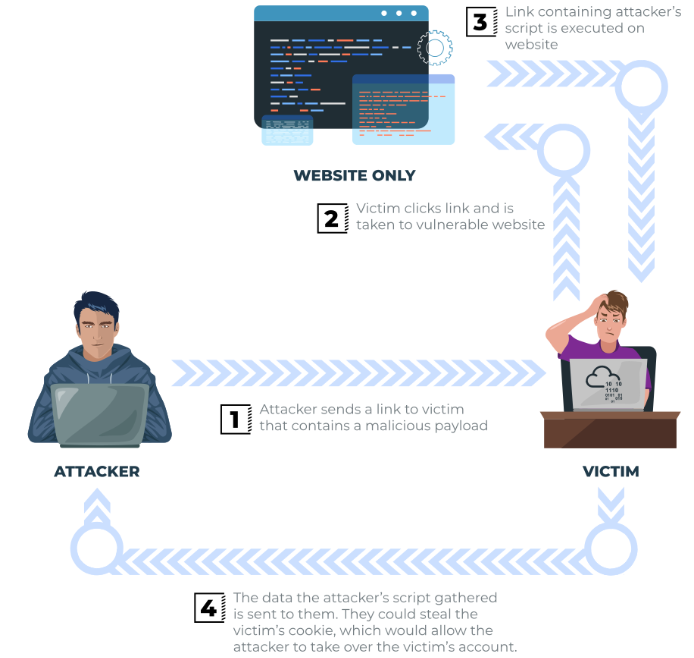 3
Link containing attacker's
script is executed on
website
WEBSITE ONLY
2
Victim clicks link and is
taken to vulnerable website
1
Attacker sends a link to victim
that contains a malicious payload
10 10
1110
ATTACKER
VICTIM
4
The data the attacker's script gathered
is sent to them. They could steal the
victim's cookie, which would allow the
attacker to take over the victim's account.